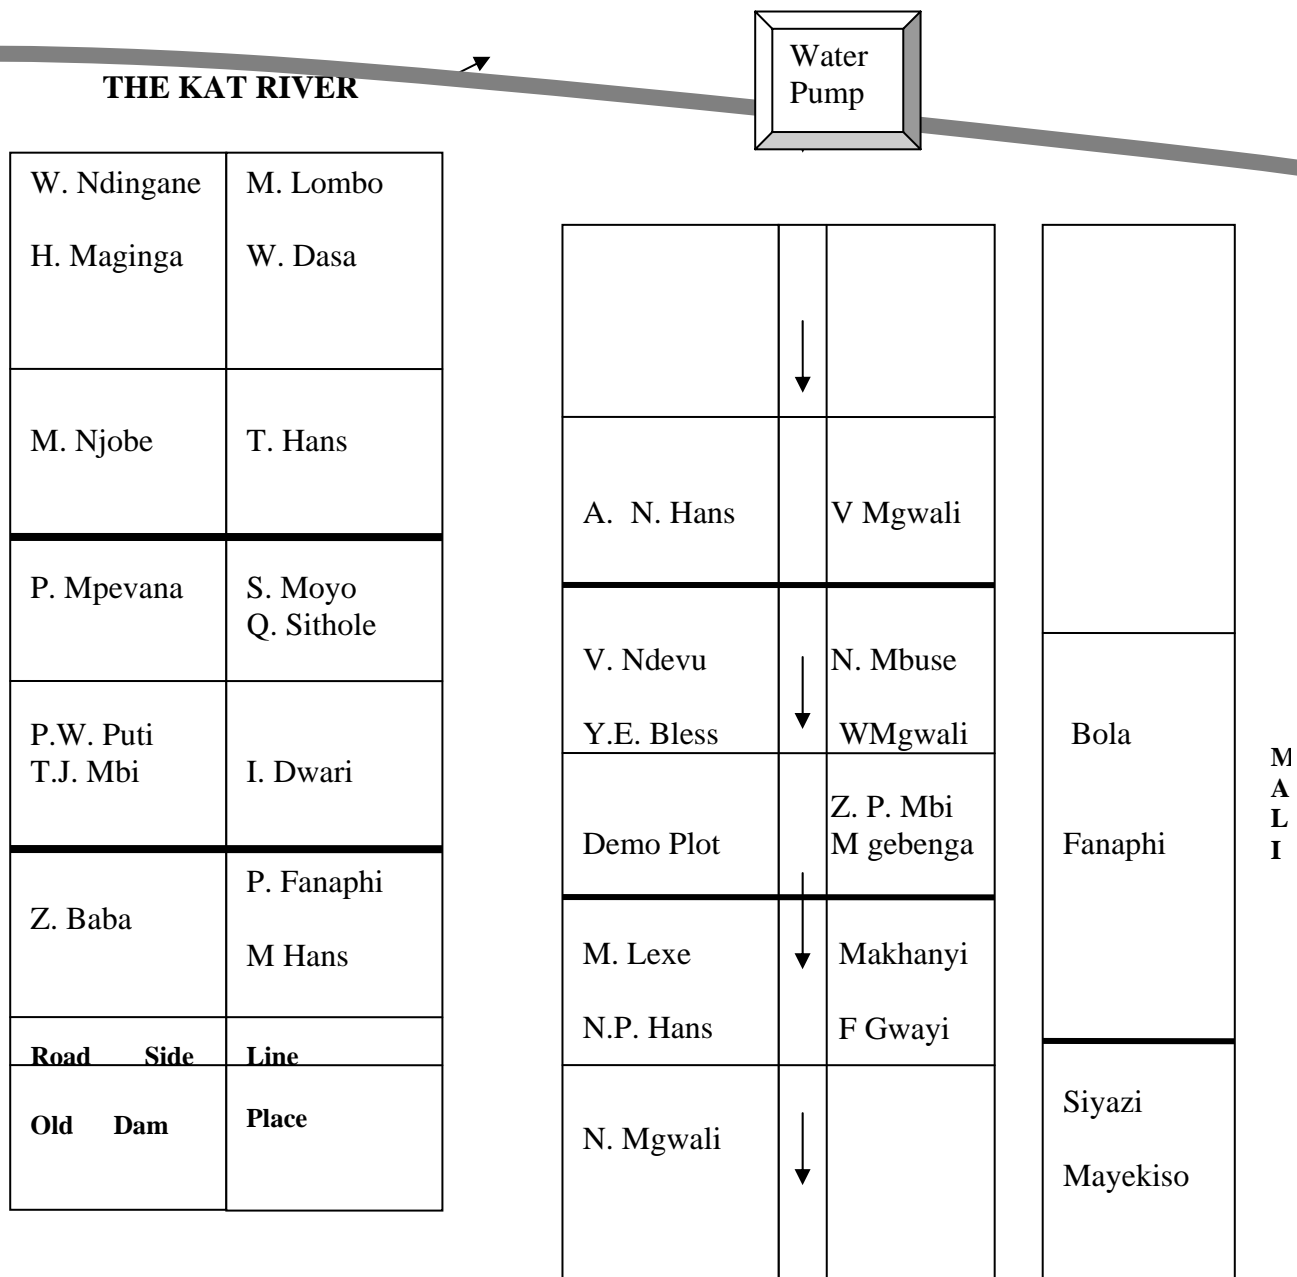 Water
Pump
THE KAT RIVER
W. Ndingane
H. Maginga
M. Lombo
W. Dasa
M. Njobe
T. Hans
P. Mpevana
S. Moyo
Q. Sithole
P.W. Puti
T.J. Mbi
I. Dwari
Z. Baba
P. Fanaphi
M Hans
Road Side Line
Old Dam Place
A. N. Hans
V Mgwali
V. Ndevu
Y.E. Bless
N. Mbuse
WMgwali
Demo Plot
Z. P. Mbi
M gebenga
M. Lexe
N.P. Hans
Makhanyi
F Gwayi
N. Mgwali
Bola
Fanaphi
Siyazi
Mayekiso
M
A
L
I